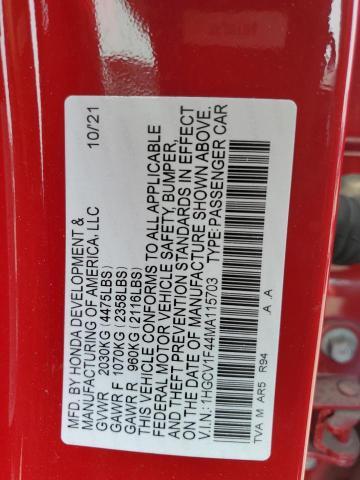 MFD. BY HONDA DEVELOPMENT & 10/21
MANUFACTURING OF AMERICA, LLC
GVWR 2030KG (4475LBS)
GAWR F 1070KG (2358LBS)
GAWR R 960KG (2116LBS)
THIS VEHICLE CONFORMS TO ALL APPLICABLE
FEDERAL MOTOR VEHICLE SAFETY, BUMPER,
AND THEFT PREVENTION STANDARDS IN EFFECT
ON THE DATE OF MANUFACTURE SHOWN ABOVE.
V.I.N.: 1HGCV1F44MA115703 TYPE: PASSENGER CAR
TVA M AR5 R94 A A